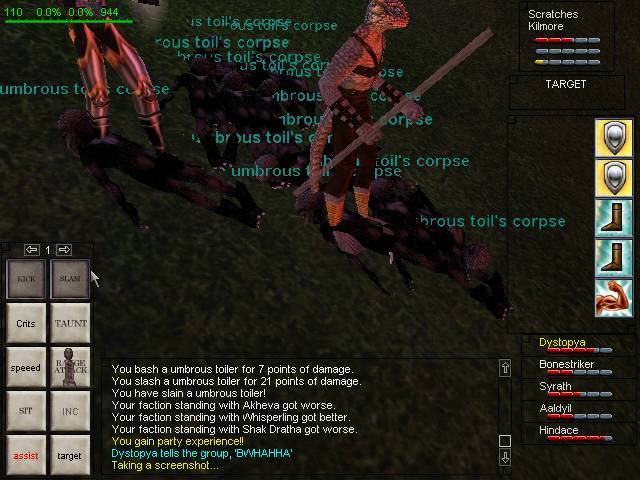 110 0.0% 0.0% 944
us toil's corpse
rous toil's corpse
brous toil's corpse
toil's corpse
umbrous toil's corpse
mbrous toil's corpse
mbrous toil's corpse
umbrous toil's corpse
umbrous toil's corpse
brous toil's corpse
Scratches
Kilmore
TARGET
1
KICK SLAM
Crits TAUNT
speeed RANGE ATTACK
SIT INC
assist target
You bash a umbrous toiler for 7 points of damage.
You slash a umbrous toiler for 21 points of damage.
You have slain a umbrous toiler!
Your faction standing with Akheva got worse.
Your faction standing with Whisperling got better.
Your faction standing with Shak Dratha got worse.
You gain party experience!!
Dystopya tells the group, 'BWHAHHA'
Taking a screenshot...
Dystopya
Bonestriker
Syrath
Aaldyil
Hindace